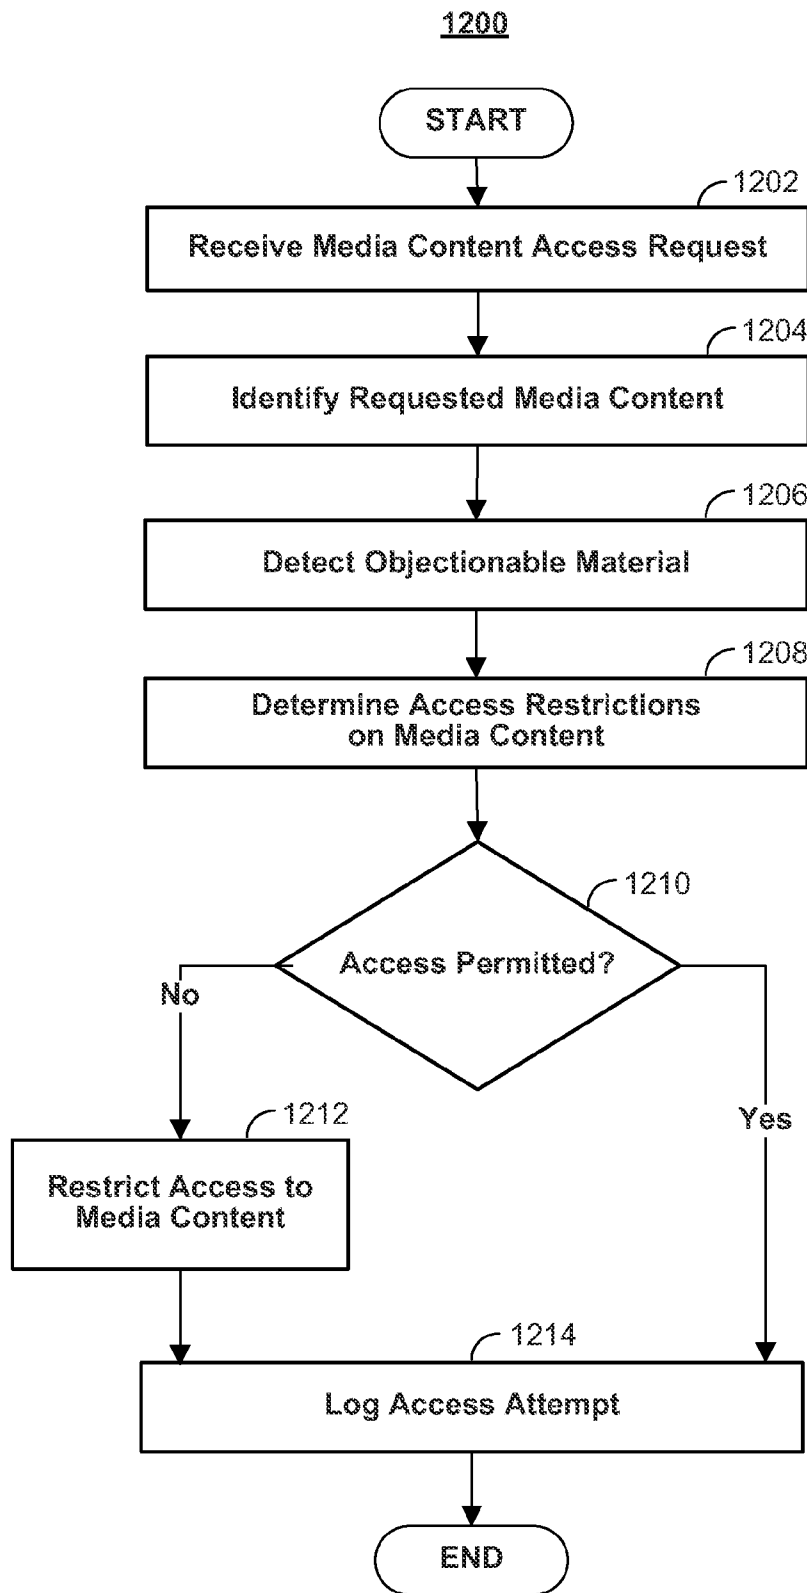 1200
START
1202
Receive Media Content Access Request
1204
Identify Requested Media Content
1206
Detect Objectionable Material
1208
Determine Access Restrictions
on Media Content
1210
Access Permitted?
No
Yes
1212
Restrict Access to
Media Content
1214
Log Access Attempt
END